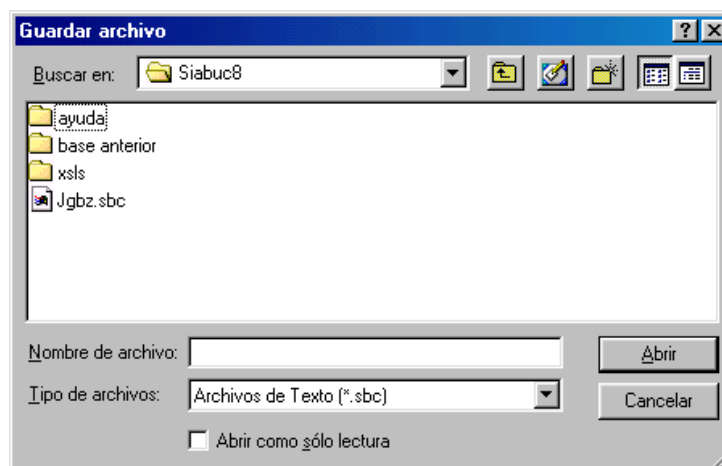 Guardar archivo
Buscar en: Siabuc8
ayuda
base anterior
xsls
Jgbz.sbc
Nombre de archivo: Abrir
Tipo de archivos: Archivos de Texto (*.sbc) Cancelar
Abrir como sólo lectura